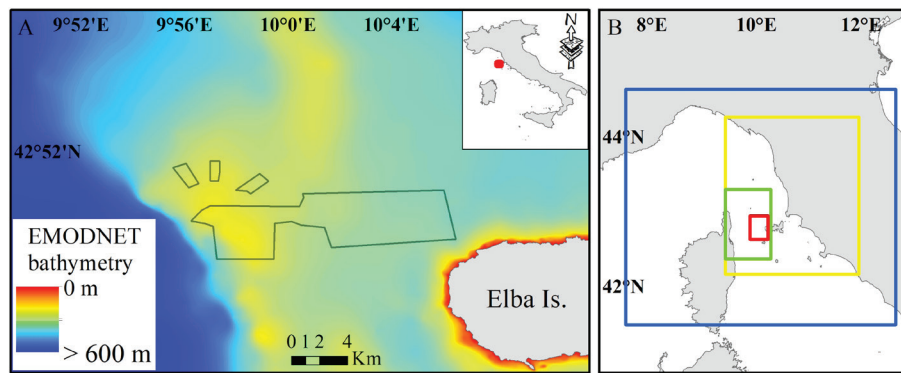 A 9°52'E 9°56'E 10°0'E 10°4'E
N
42°52'N
EMODNET
bathymetry
0 m
> 600 m
Elba Is.
0 1 2 4
Km
B 8°E 10°E 12°E
44°N
42°N